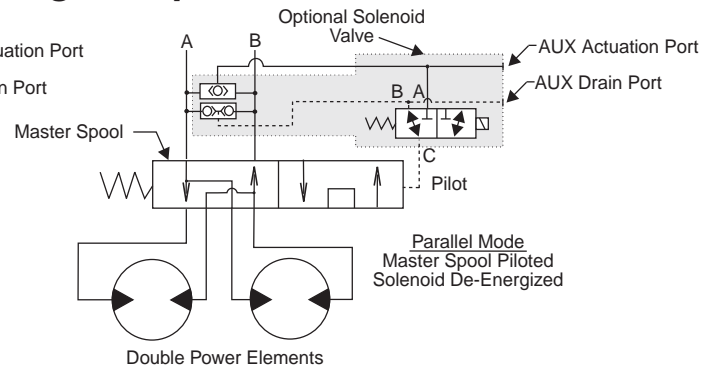 Optional Solenoid
Valve
uation Port
n Port
A
B
AUX Actuation Port
AUX Drain Port
B
A
Master Spool
C
Pilot
Parallel Mode
Master Spool Piloted
Solenoid De-Energized
Double Power Elements